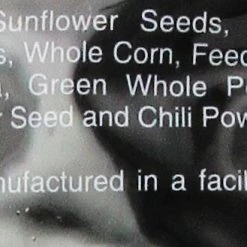 Sunflower Seeds,
, Whole Corn, Feed
, Green Whole
Seed and Chili Pow
nufactured in a facil